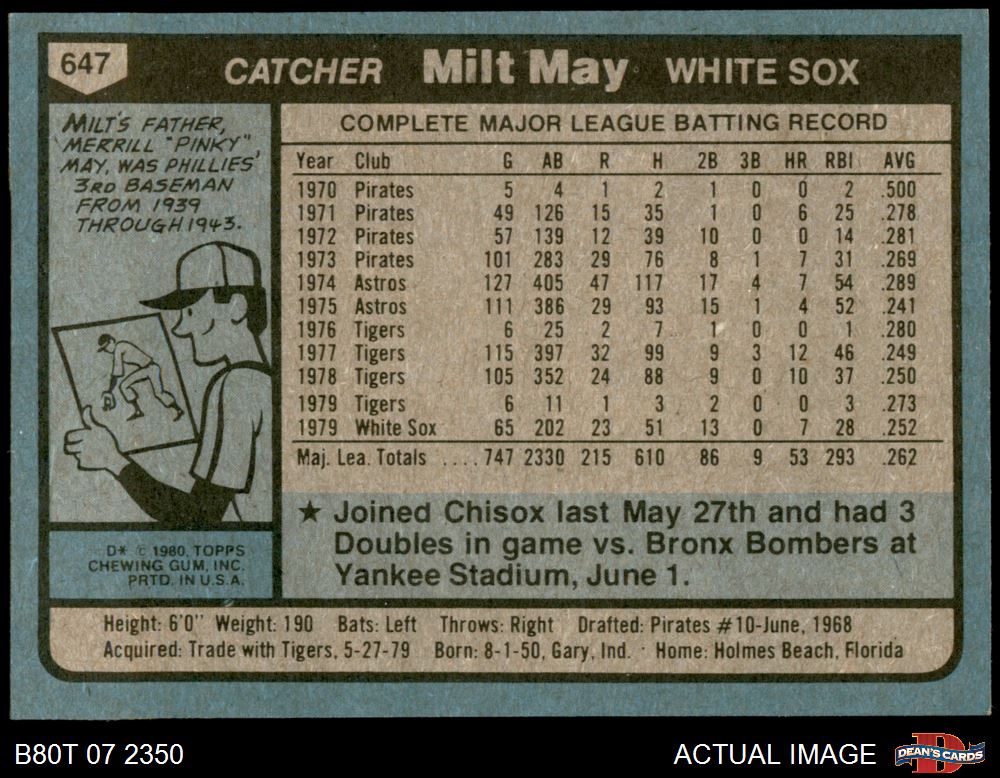 647
CATCHER Milt May WHITE SOX
MILT'S FATHER,
MERRILL "PINKY"
MAY, WAS PHILLIES'
3RD BASEMAN
FROM 1939
THROUGH 1943.
COMPLETE MAJOR LEAGUE BATTING RECORD
Year Club G AB R H 2B 3B HR RBI AVG
1970 Pirates 5 4 1 2 1 0 0 2 .500
1971 Pirates 49 126 15 35 1 0 6 25 .278
1972 Pirates 57 139 12 39 10 0 0 14 .281
1973 Pirates 101 283 29 76 8 1 7 31 .269
1974 Astros 127 405 47 117 17 4 7 54 .289
1975 Astros 111 386 29 93 15 1 4 52 .241
1976 Tigers 6 25 2 7 1 0 0 1 .280
1977 Tigers 115 397 32 99 9 3 12 46 .249
1978 Tigers 105 352 24 88 9 0 10 37 .250
1979 Tigers 6 11 1 3 2 0 0 3 .273
1979 White Sox 65 202 23 51 13 0 7 28 .252
Maj. Lea. Totals ....747 2330 215 610 86 9 53 293 .262
★ Joined Chisox last May 27th and had 3
Doubles in game vs. Bronx Bombers at
Yankee Stadium, June 1.
D* © 1980, TOPPS
CHEWING GUM, INC.
PRTD. IN U.S.A.
Height: 6'0" Weight: 190 Bats: Left Throws: Right Drafted: Pirates #10-June, 1968
Acquired: Trade with Tigers, 5-27-79 Born: 8-1-50, Gary, Ind. Home: Holmes Beach, Florida
B80T 07 2350 ACTUAL IMAGE
D
DEAN'S CARDS